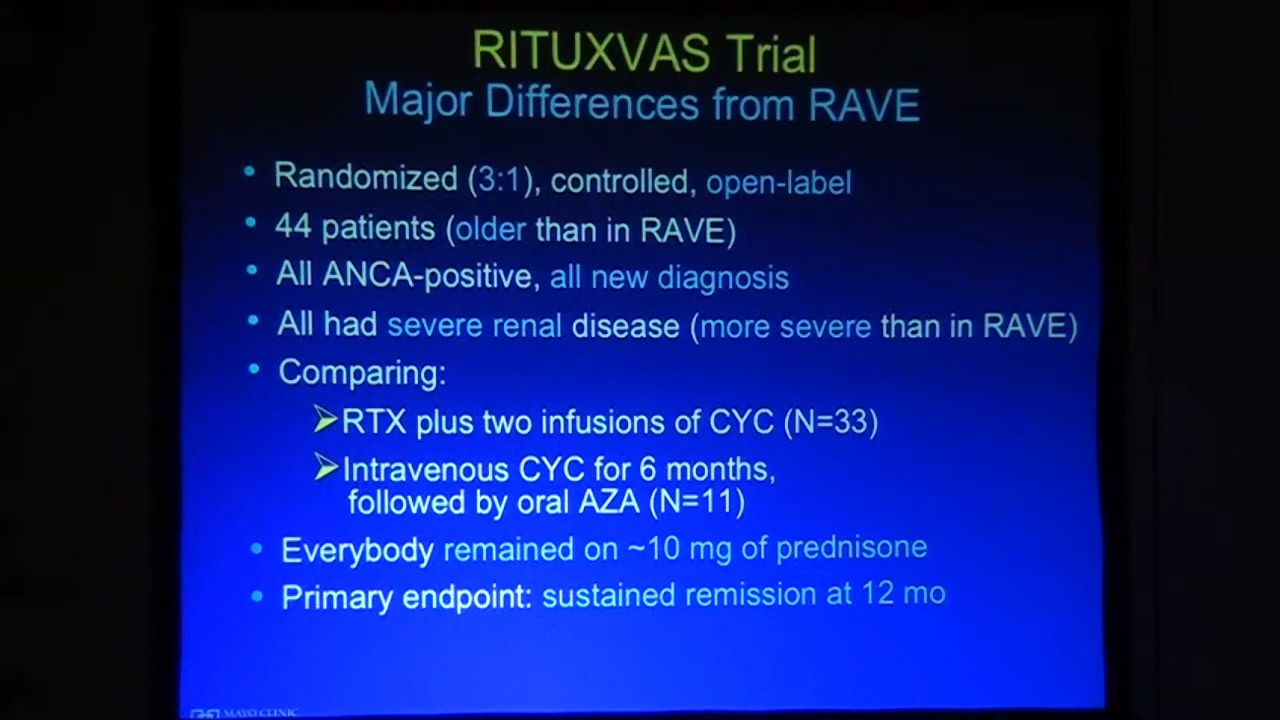 RITUXVAS Trial
Major Differences from RAVE
• Randomized (3:1), controlled, open-label
• 44 patients (older than in RAVE)
• All ANCA-positive, all new diagnosis
• All had severe renal disease (more severe than in RAVE)
• Comparing:
➢RTX plus two infusions of CYC (N=33)
➢Intravenous CYC for 6 months,
followed by oral AZA (N=11)
• Everybody remained on ~10 mg of prednisone
• Primary endpoint: sustained remission at 12 mo
MAYO CLINIC